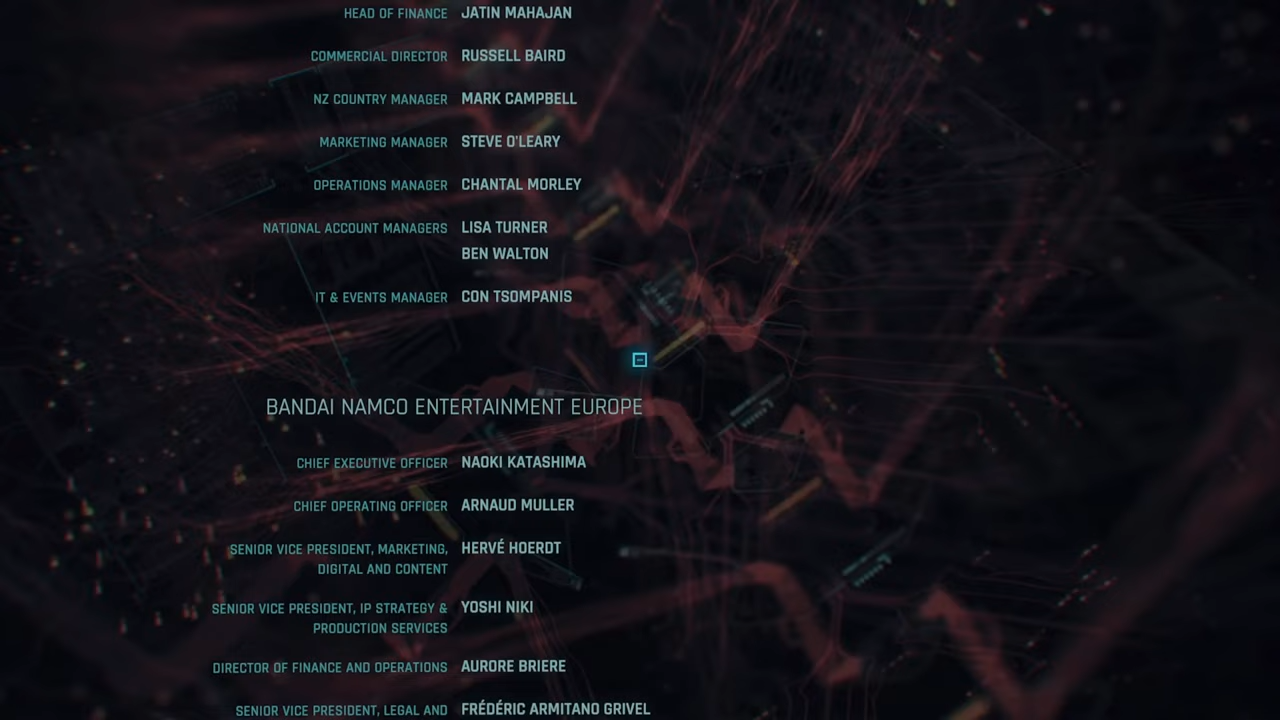 HEAD OF FINANCE JATIN MAHAJAN
COMMERCIAL DIRECTOR RUSSELL BAIRD
NZ COUNTRY MANAGER MARK CAMPBELL
MARKETING MANAGER STEVE O'LEARY
OPERATIONS MANAGER CHANTAL MORLEY
NATIONAL ACCOUNT MANAGERS LISA TURNER
BEN WALTON
IT & EVENTS MANAGER CON TSOMPANIS
BANDAI NAMCO ENTERTAINMENT EUROPE
CHIEF EXECUTIVE OFFICER NAOKI KATASHIMA
CHIEF OPERATING OFFICER ARNAUD MULLER
SENIOR VICE PRESIDENT, MARKETING, HERVÉ HOERDT
DIGITAL AND CONTENT
SENIOR VICE PRESIDENT, IP STRATEGY & YOSHI NIKI
PRODUCTION SERVICES
DIRECTOR OF FINANCE AND OPERATIONS AURORE BRIERE
SENIOR VICE PRESIDENT, LEGAL AND FRÉDÉRIC ARMITANO GRIVEL